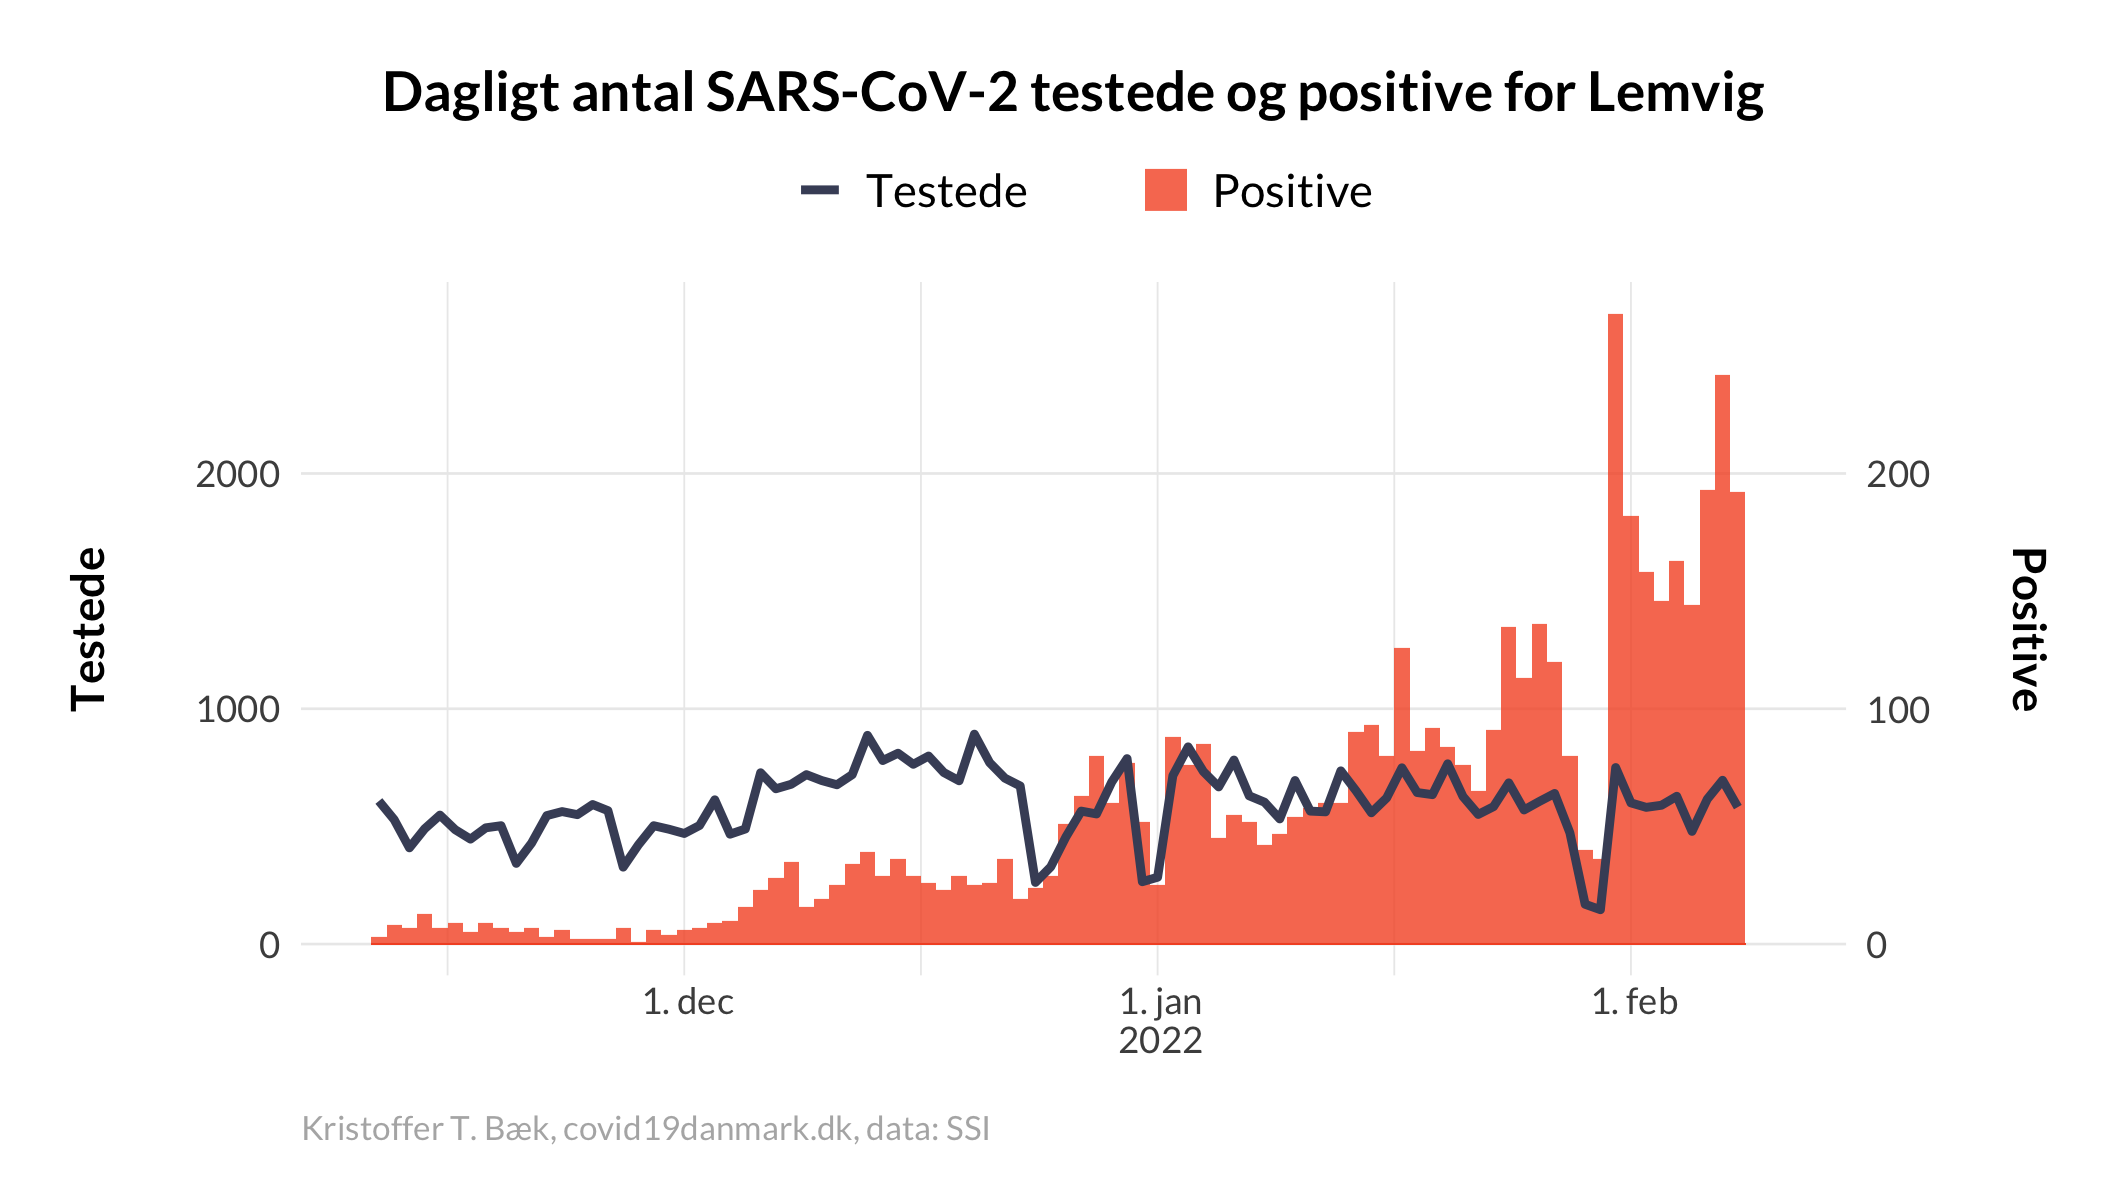 Dagligt antal SARS-CoV-2 testede og positive for Lemvig
Testede
Positive
2000
1000
0
Testede
200
100
0
Positive
1. dec
1. jan
2022
1. feb
Kristoffer T. Bæk, covid19danmark.dk, data: SSI